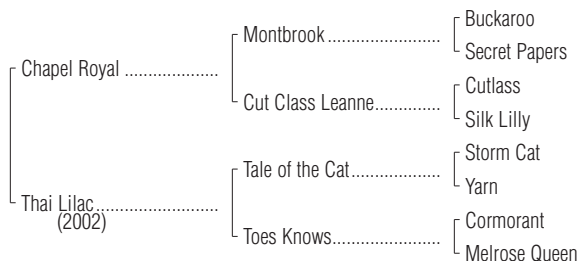 Buckaroo
Montbrook........................
Secret Papers
Chapel Royal ....................
Cutlass
Cut Class Leanne..............
Silk Lilly
Storm Cat
Tale of the Cat...................
Yarn
Thai Lilac..........................
(2002)
Cormorant
Toes Knows.......................
Melrose Queen